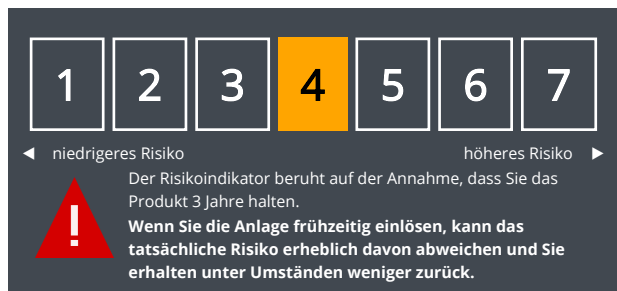 1 2 3 4 5 6 7
◄ niedrigeres Risiko höheres Risiko ►
Der Risikoindikator beruht auf der Annahme, dass Sie das
Produkt 3 Jahre halten.
Wenn Sie die Anlage frühzeitig einlösen, kann das
tatsächliche Risiko erheblich davon abweichen und Sie
erhalten unter Umständen weniger zurück.
!